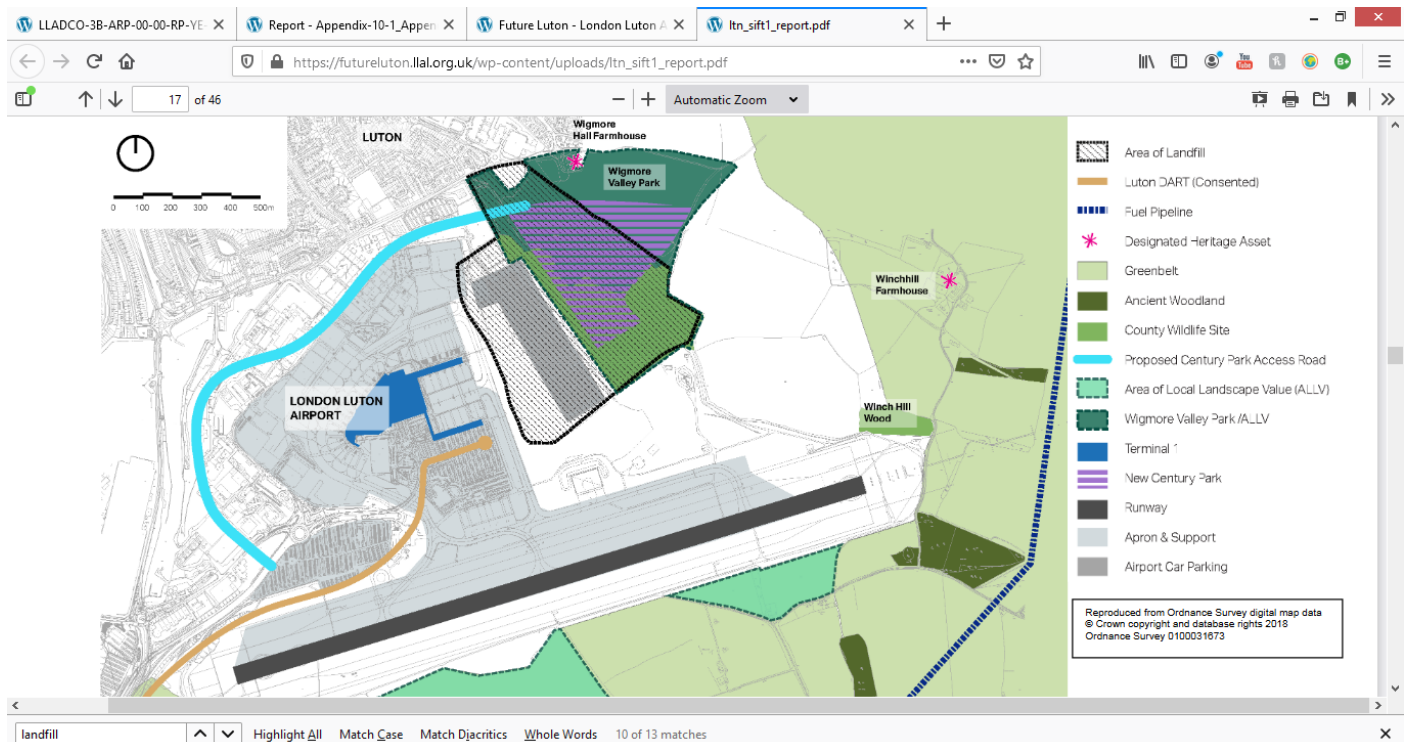 LLADCO-3B-ARP-00-00-RP-YE-
Report - Appendix-10-1_Appen
Future Luton - London Luton A
ltn_sift1_report.pdf
https://futureluton.llal.org.uk/wp-content/uploads/ltn_sift1_report.pdf
You
Tube
B+
17 of 46
Automatic Zoom
LUTON
0 100 200 300 400 500m
Wigmore
Hall Farmhouse
Wigmore
Valley Park
Winchhill
Farmhouse
LONDON LUTON
AIRPORT
Winch Hill
Wood
Area of Landfill
Luton DART (Consented)
Fuel Pipeline
Designated Heritage Asset
Greenbelt
Ancient Woodland
County Wildlife Site
Proposed Century Park Access Road
Area of Local Landscape Value (ALLV)
Wigmore Valley Park /ALLV
Terminal 1
New Century Park
Runway
Apron & Support
Airport Car Parking
Reproduced from Ordnance Survey digital map data
© Crown copyright and database rights 2018
Ordnance Survey 0100031673
landfill
Highlight All Match Case Match Diacritics Whole Words 10 of 13 matches